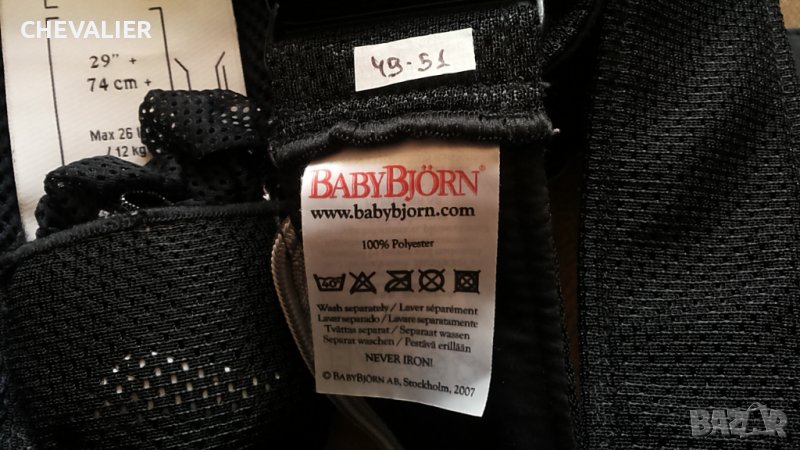 CHEVALIER
29" +
74 cm +
Max 26
/ 12 kg
49-51
BABYBJÖRN®
www.babybjorn.com
100% Polyester
40°
Wash separately / Laver séparément
Lavar separado / Lavare separatamente
Tvättas separat / Separaat wassen
Separat waschen / Pestävä erillään
NEVER IRON!
© BABYBJÖRN AB, Stockholm, 2007
BAZAR